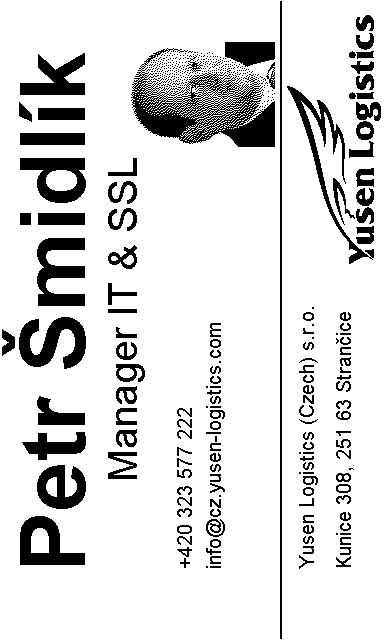 Petr Šmidlík
Manager IT & SSL
+420 323 577 222
info@cz.yusen-logistics.com
Yusen Logistics (Czech) s.r.o.
Kunice 308, 251 63 Strančice
Yusen Logistics